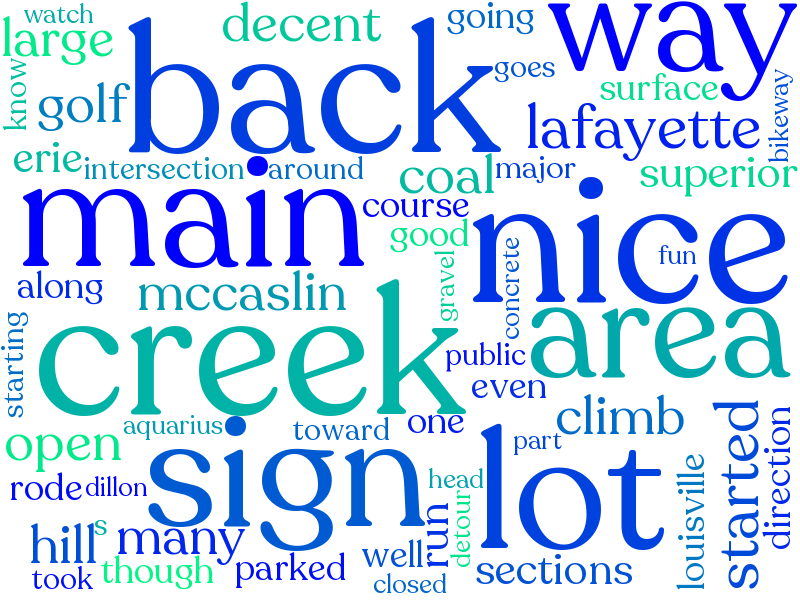 watch
large
decent
going
way
know
golf
back
goes
surface
bikeway
lafayette
erie
intersection
around
coal
major
superior
main
course
nice
good
fun
along
mccaslin
gravel
concrete
creek
area
starting
public
even
aquarius
toward
one
climb
open
sign
part
lot
started
direction
rode
dillon
head
louisville
hill
s
many
run
detour
well
sections
took
though
parked
closed